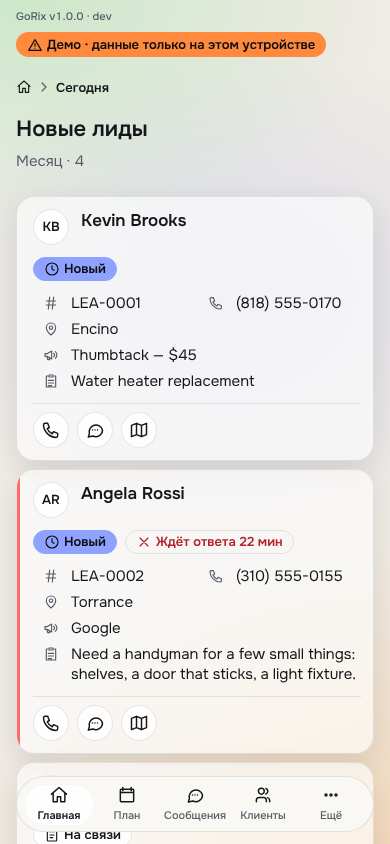 GoRix v1.0.0 · dev
Демо · данные только на этом устройстве
Сегодня
Новые лиды
Месяц · 4
KB
Kevin Brooks
Новый
LEA-0001
(818) 555-0170
Encino
Thumbtack — $45
Water heater replacement
AR
Angela Rossi
Новый
Ждёт ответа 22 мин
LEA-0002
(310) 555-0155
Torrance
Google
Need a handyman for a few small things:
shelves, a door that sticks, a light fixture.
Главная
План
Сообщения
Клиенты
Ещё
На связи